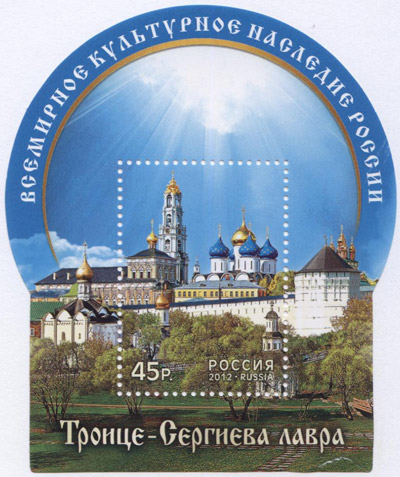 ВСЕМИРНОЕ КУЛЬТУРНОЕ НАСЛЕДИЕ РОССИИ
45Р.
РОССИЯ
2012 • RUSSIA
Троице-Сергиева лавра